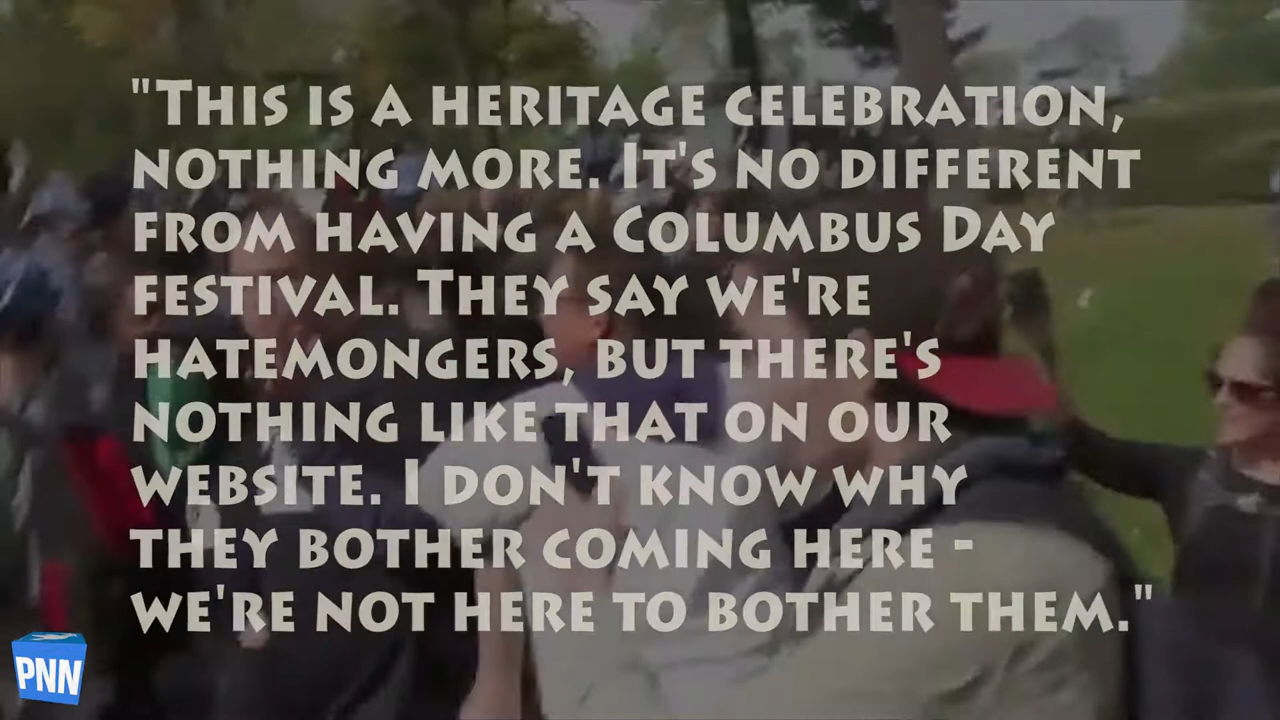 "This is a heritage celebration,
nothing more. It's no different
from having a Columbus Day
festival. They say we're
hatemongers, but there's
nothing like that on our
website. I don't know why
they bother coming here -
we're not here to bother them."
PNN